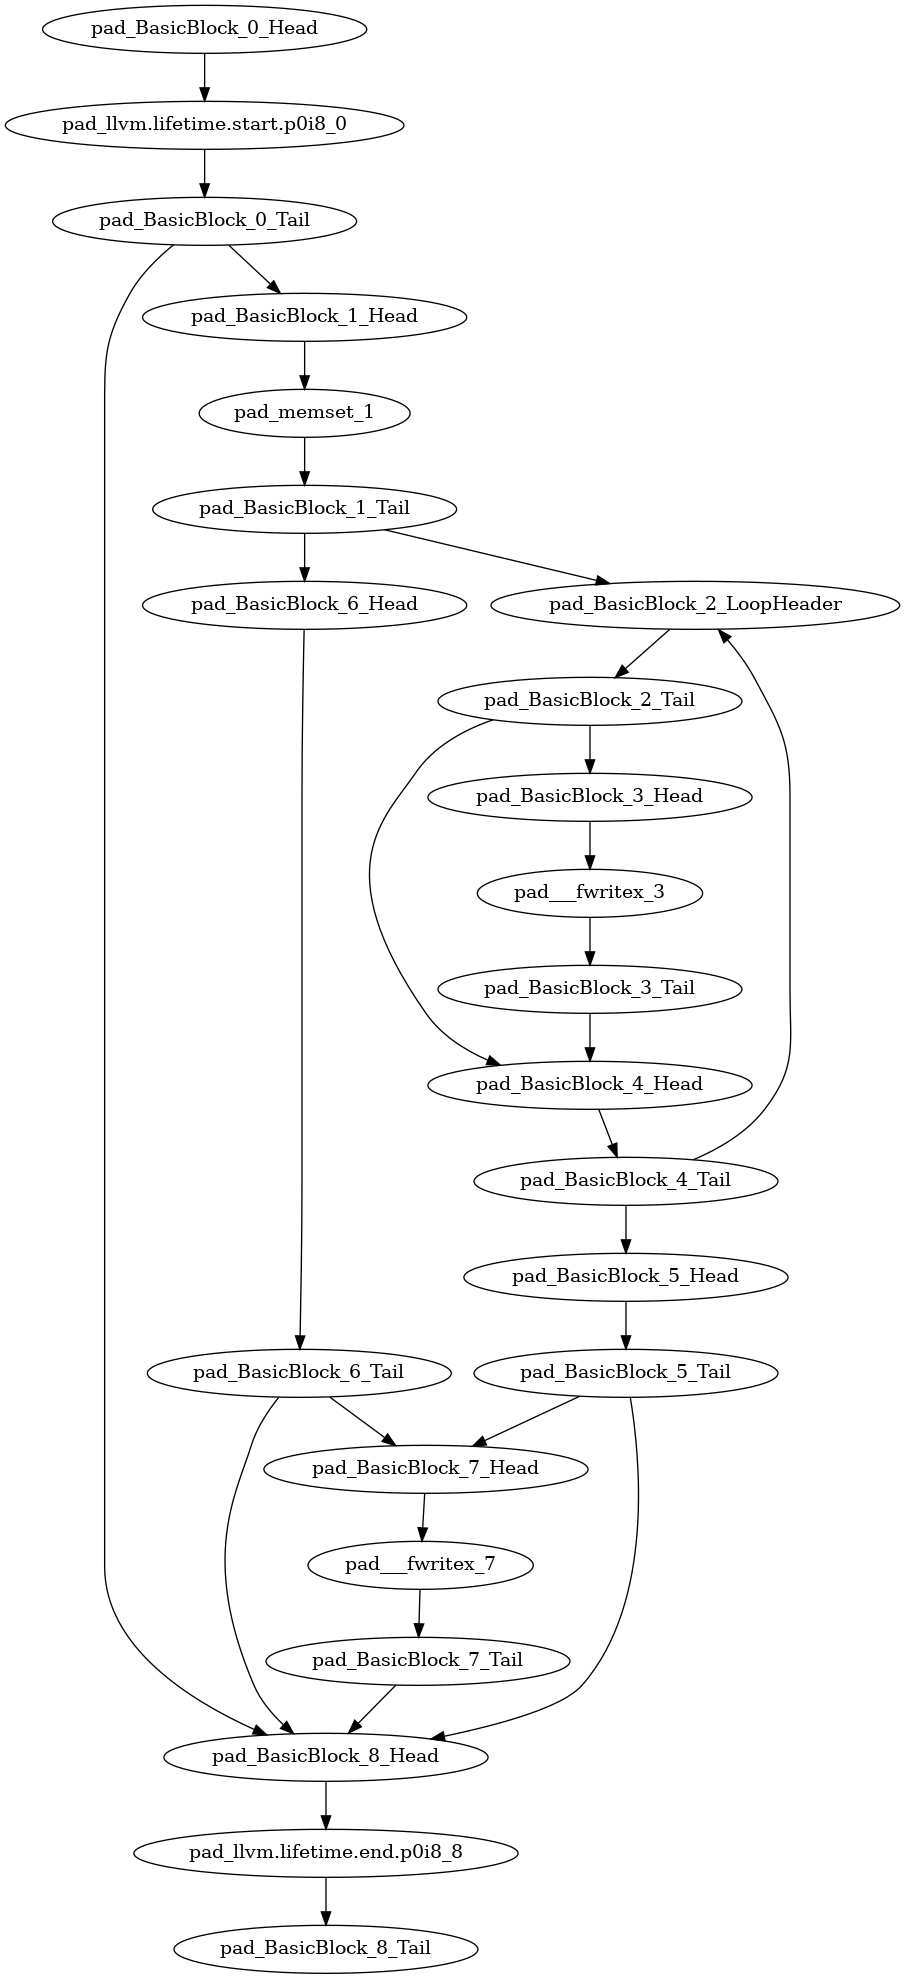 pad_BasicBlock_0_Head
pad_llvm.lifetime.start.p0i8_0
pad_BasicBlock_0_Tail
pad_BasicBlock_1_Head
pad_memset_1
pad_BasicBlock_1_Tail
pad_BasicBlock_6_Head
pad_BasicBlock_2_LoopHeader
pad_BasicBlock_2_Tail
pad_BasicBlock_3_Head
pad___fwritex_3
pad_BasicBlock_3_Tail
pad_BasicBlock_4_Head
pad_BasicBlock_4_Tail
pad_BasicBlock_5_Head
pad_BasicBlock_6_Tail
pad_BasicBlock_5_Tail
pad_BasicBlock_7_Head
pad___fwritex_7
pad_BasicBlock_7_Tail
pad_BasicBlock_8_Head
pad_llvm.lifetime.end.p0i8_8
pad_BasicBlock_8_Tail